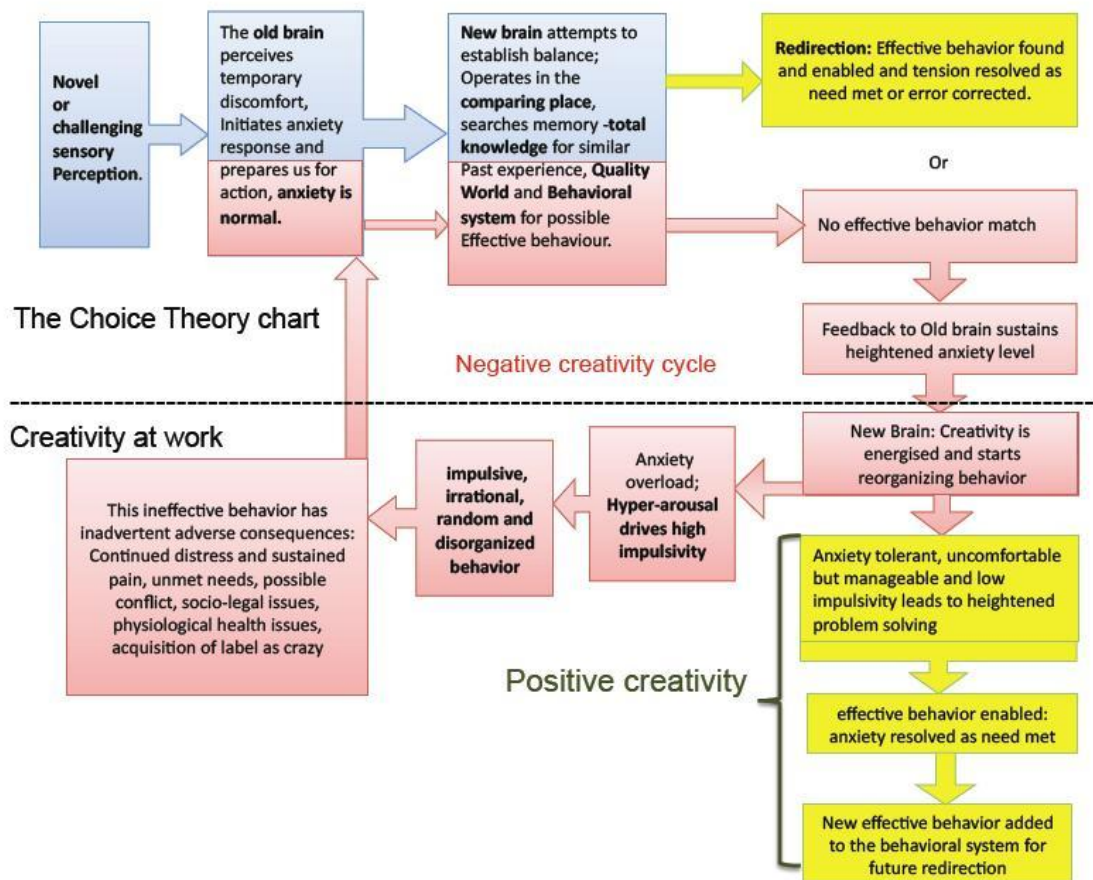 Novel
or
challenging
sensory
Perception.
The old brain
perceives
temporary
discomfort,
Initiates anxiety
response and
prepares us for
action, anxiety is
normal.
New brain attempts to
establish balance;
Operates in the
comparing place,
searches memory -total
knowledge for similar
Past experience, Quality
World and Behavioral
system for possible
Effective behaviour.
Redirection: Effective behavior found
and enabled and tension resolved as
need met or error corrected.
Or
No effective behavior match
Feedback to Old brain sustains
heightened anxiety level
The Choice Theory chart
Negative creativity cycle
Creativity at work
New Brain: Creativity is
energised and starts
reorganizing behavior
Anxiety
overload;
Hyper-arousal
drives high
impulsivity
impulsive,
irrational,
random and
disorganized
behavior
This ineffective behavior has
inadvertent adverse consequences:
Continued distress and sustained
pain, unmet needs, possible
conflict, socio-legal issues,
physiological health issues,
acquisition of label as crazy
Anxiety tolerant, uncomfortable
but manageable and low
impulsivity leads to heightened
problem solving
Positive creativity
effective behavior enabled:
anxiety resolved as need met
New effective behavior added
to the behavioral system for
future redirection